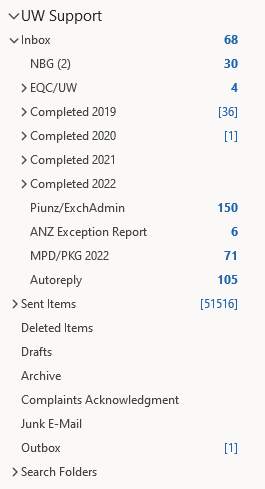 UW Support
Inbox 68
NBG (2) 30
EQC/UW 4
Completed 2019 [36]
Completed 2020 [1]
Completed 2021
Completed 2022
Piunz/ExchAdmin 150
ANZ Exception Report 6
MPD/PKG 2022 71
Autoreply 105
Sent Items [51516]
Deleted Items
Drafts
Archive
Complaints Acknowledgment
Junk E-Mail
Outbox [1]
Search Folders